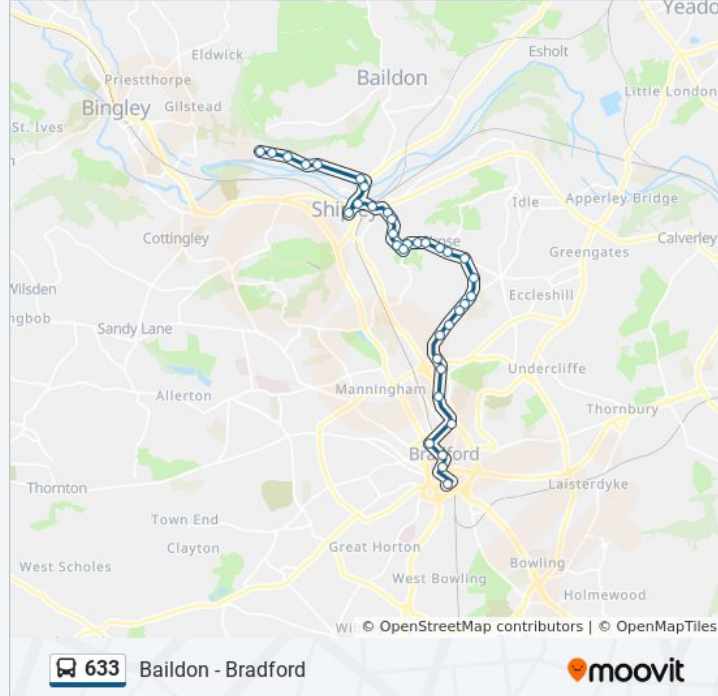 Yeadon
Esholt
Eldwick
Baildon
Priestthorpe
Little London
Bingley
Gilstead
St. Ives
Idle
Apperley Bridge
Cottingley
Calverley
Greengates
Wilsden
Eccleshill
Sandy Lane
Undercliffe
Manningham
Allerton
Thornbury
Bradford
Thornton
Laisterdyke
Town End
Clayton
Great Horton
West Scholes
Bowling
West Bowling
Holmewood
© OpenStreetMap contributors | © OpenMapTiles
633 Baildon - Bradford
moovit